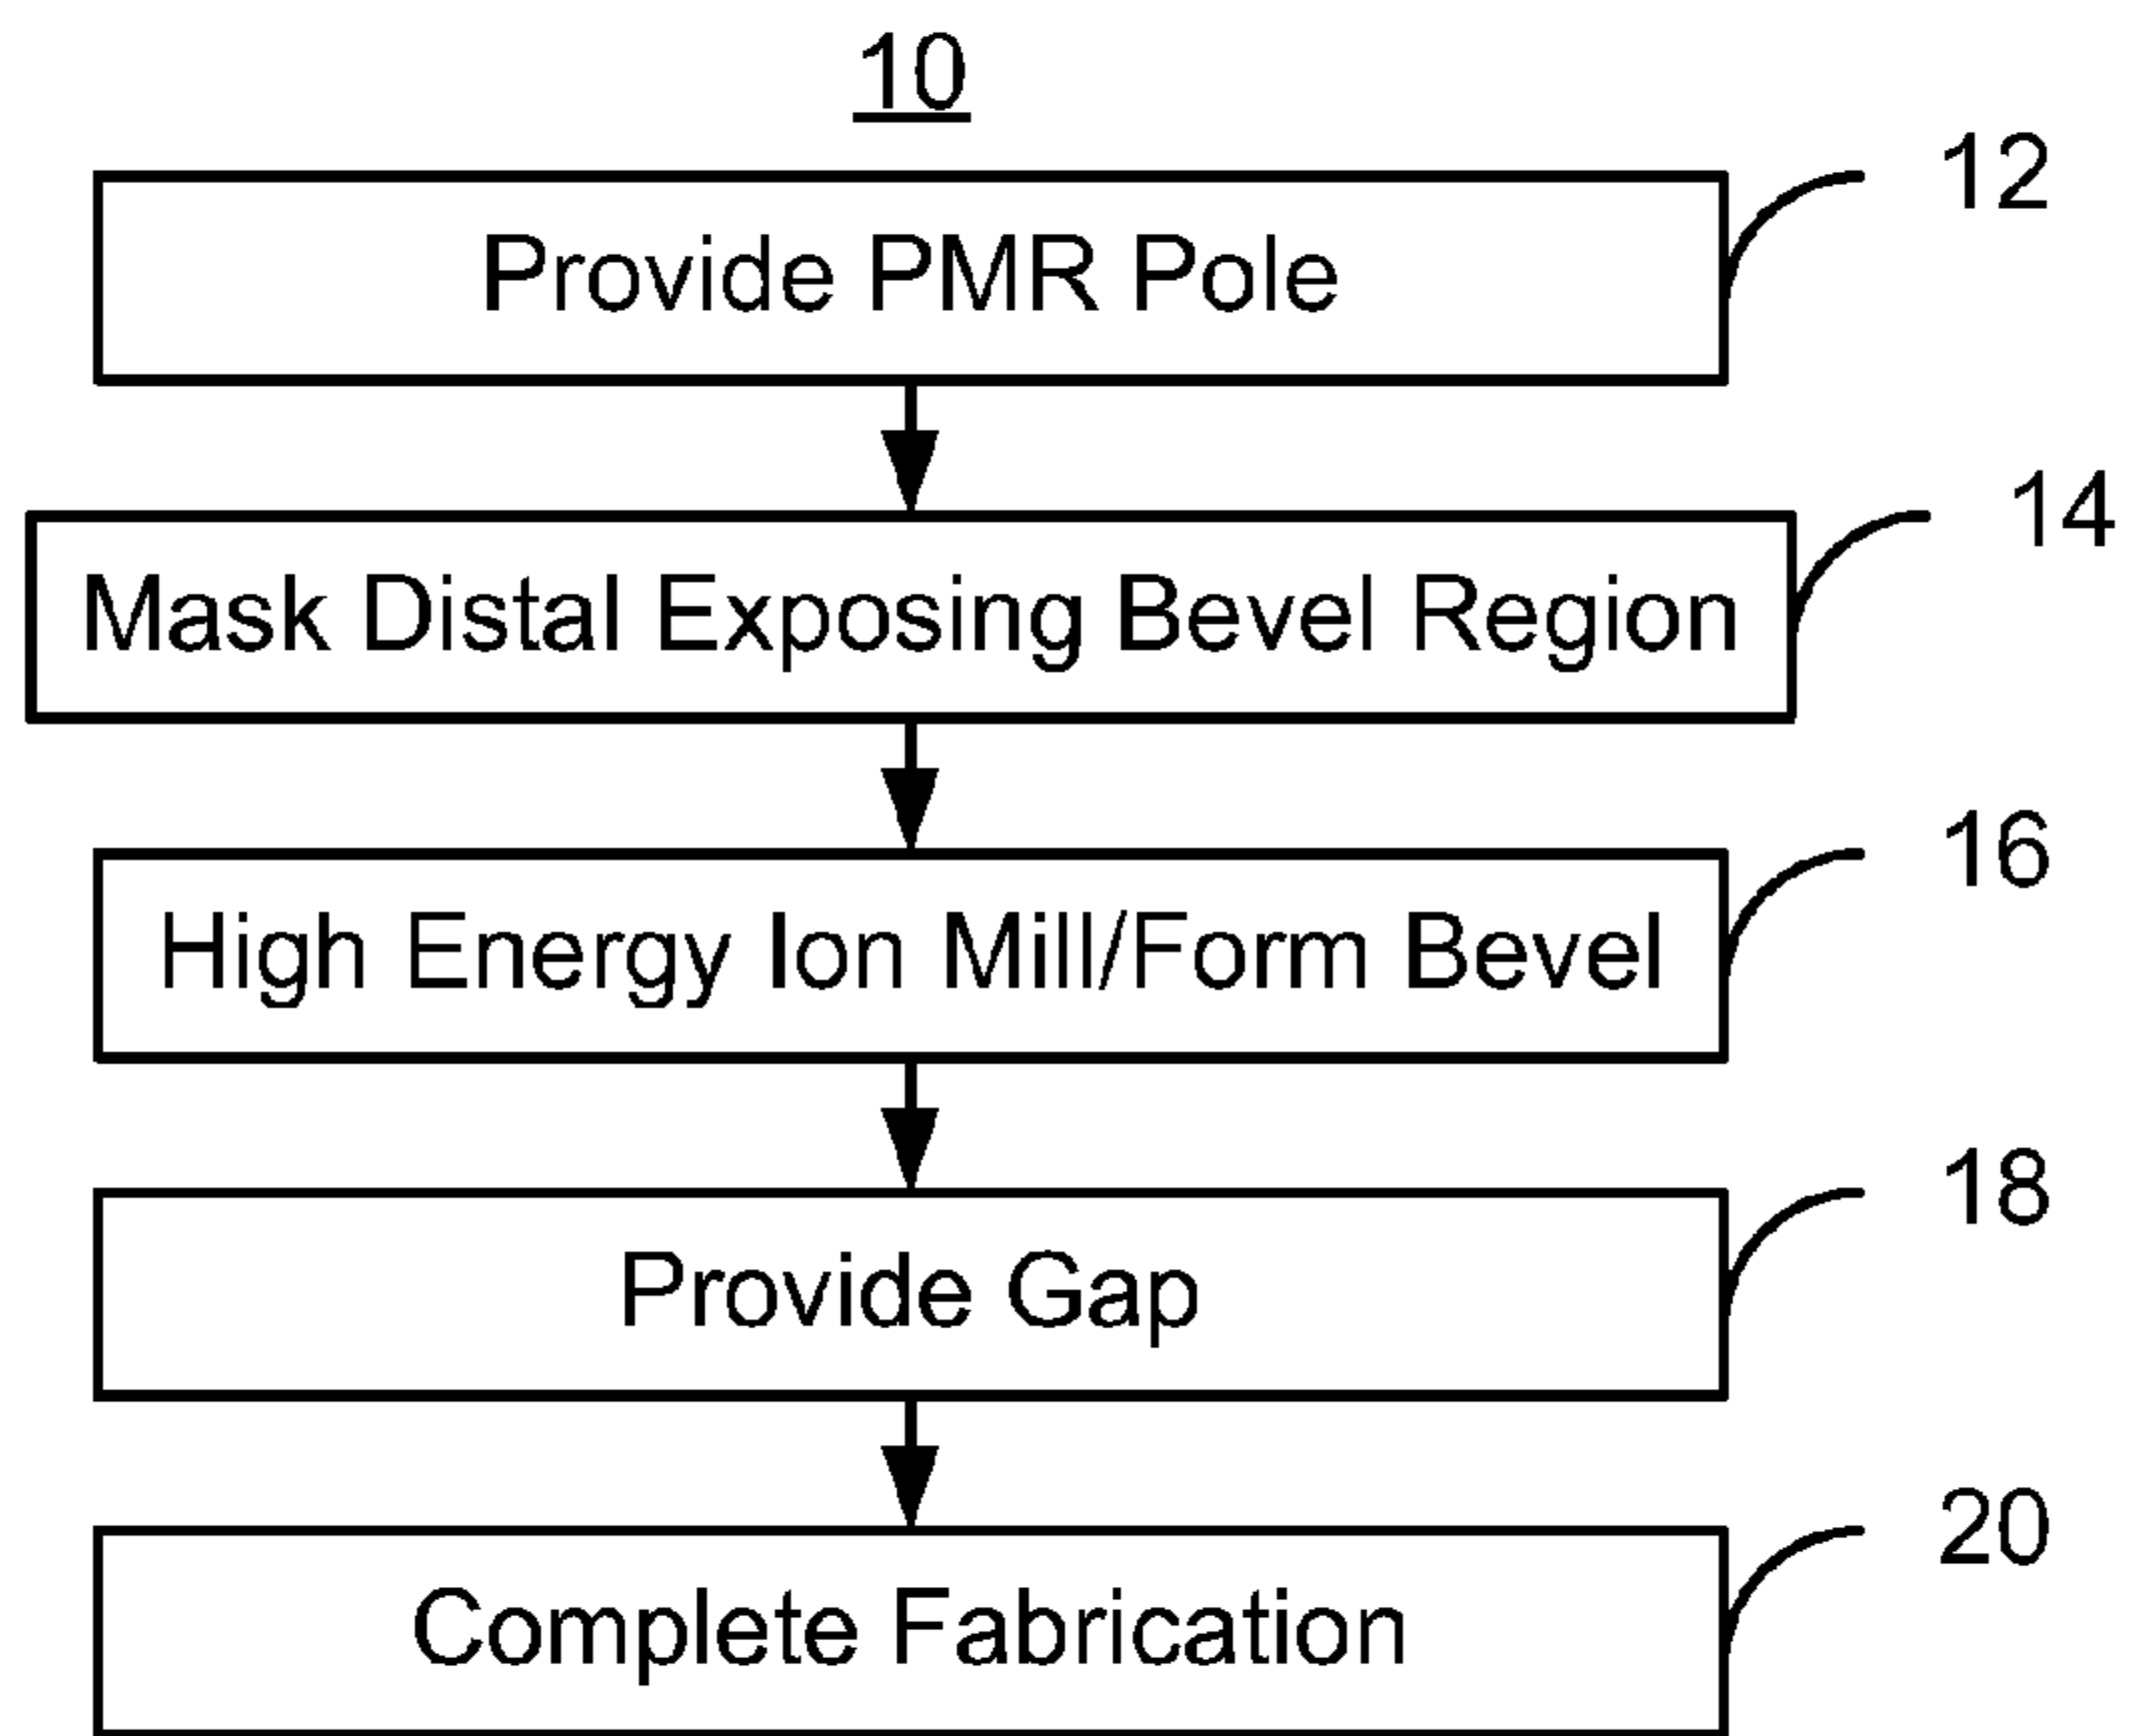 10
12
Provide PMR Pole
14
Mask Distal Exposing Bevel Region
16
High Energy Ion Mill/Form Bevel
18
Provide Gap
20
Complete Fabrication